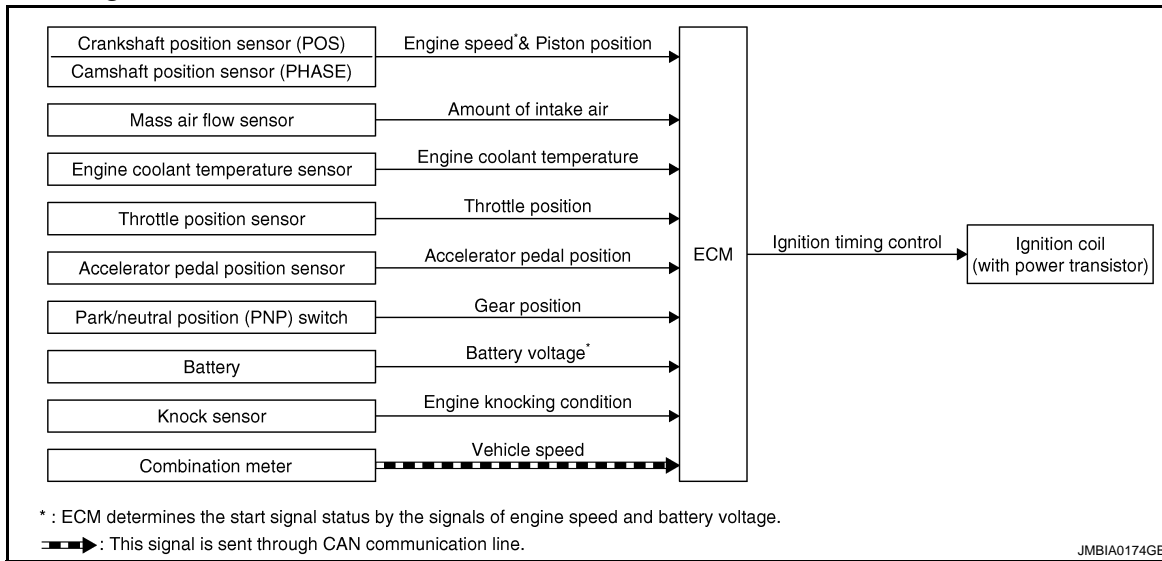 Crankshaft position sensor (POS)
Camshaft position sensor (PHASE)
Engine speed*& Piston position
Mass air flow sensor
Amount of intake air
Engine coolant temperature sensor
Engine coolant temperature
Throttle position sensor
Throttle position
Accelerator pedal position sensor
Accelerator pedal position
Park/neutral position (PNP) switch
Gear position
Battery
Battery voltage*
Knock sensor
Engine knocking condition
Combination meter
Vehicle speed
ECM
Ignition timing control
Ignition coil
(with power transistor)
* : ECM determines the start signal status by the signals of engine speed and battery voltage.
: This signal is sent through CAN communication line.